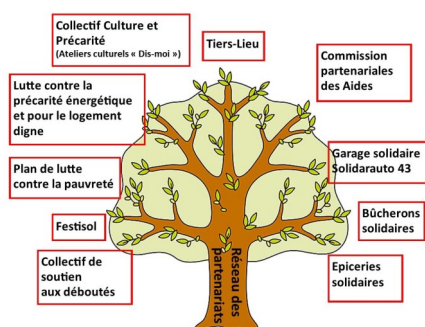 Collectif Culture et
Précarité
(Ateliers culturels « Dis-moi »)
Tiers-Lieu
Commission
partenariales
des Aides
Lutte contre la
précarité énergétique
et pour le logement
digne
Garage solidaire
Solidarauto 43
Plan de lutte
contre la pauvreté
Bûcherons
solidaires
Festisol
Collectif de
soutien
aux déboutés
Epiceries
solidaires
Réseau des
partenariats